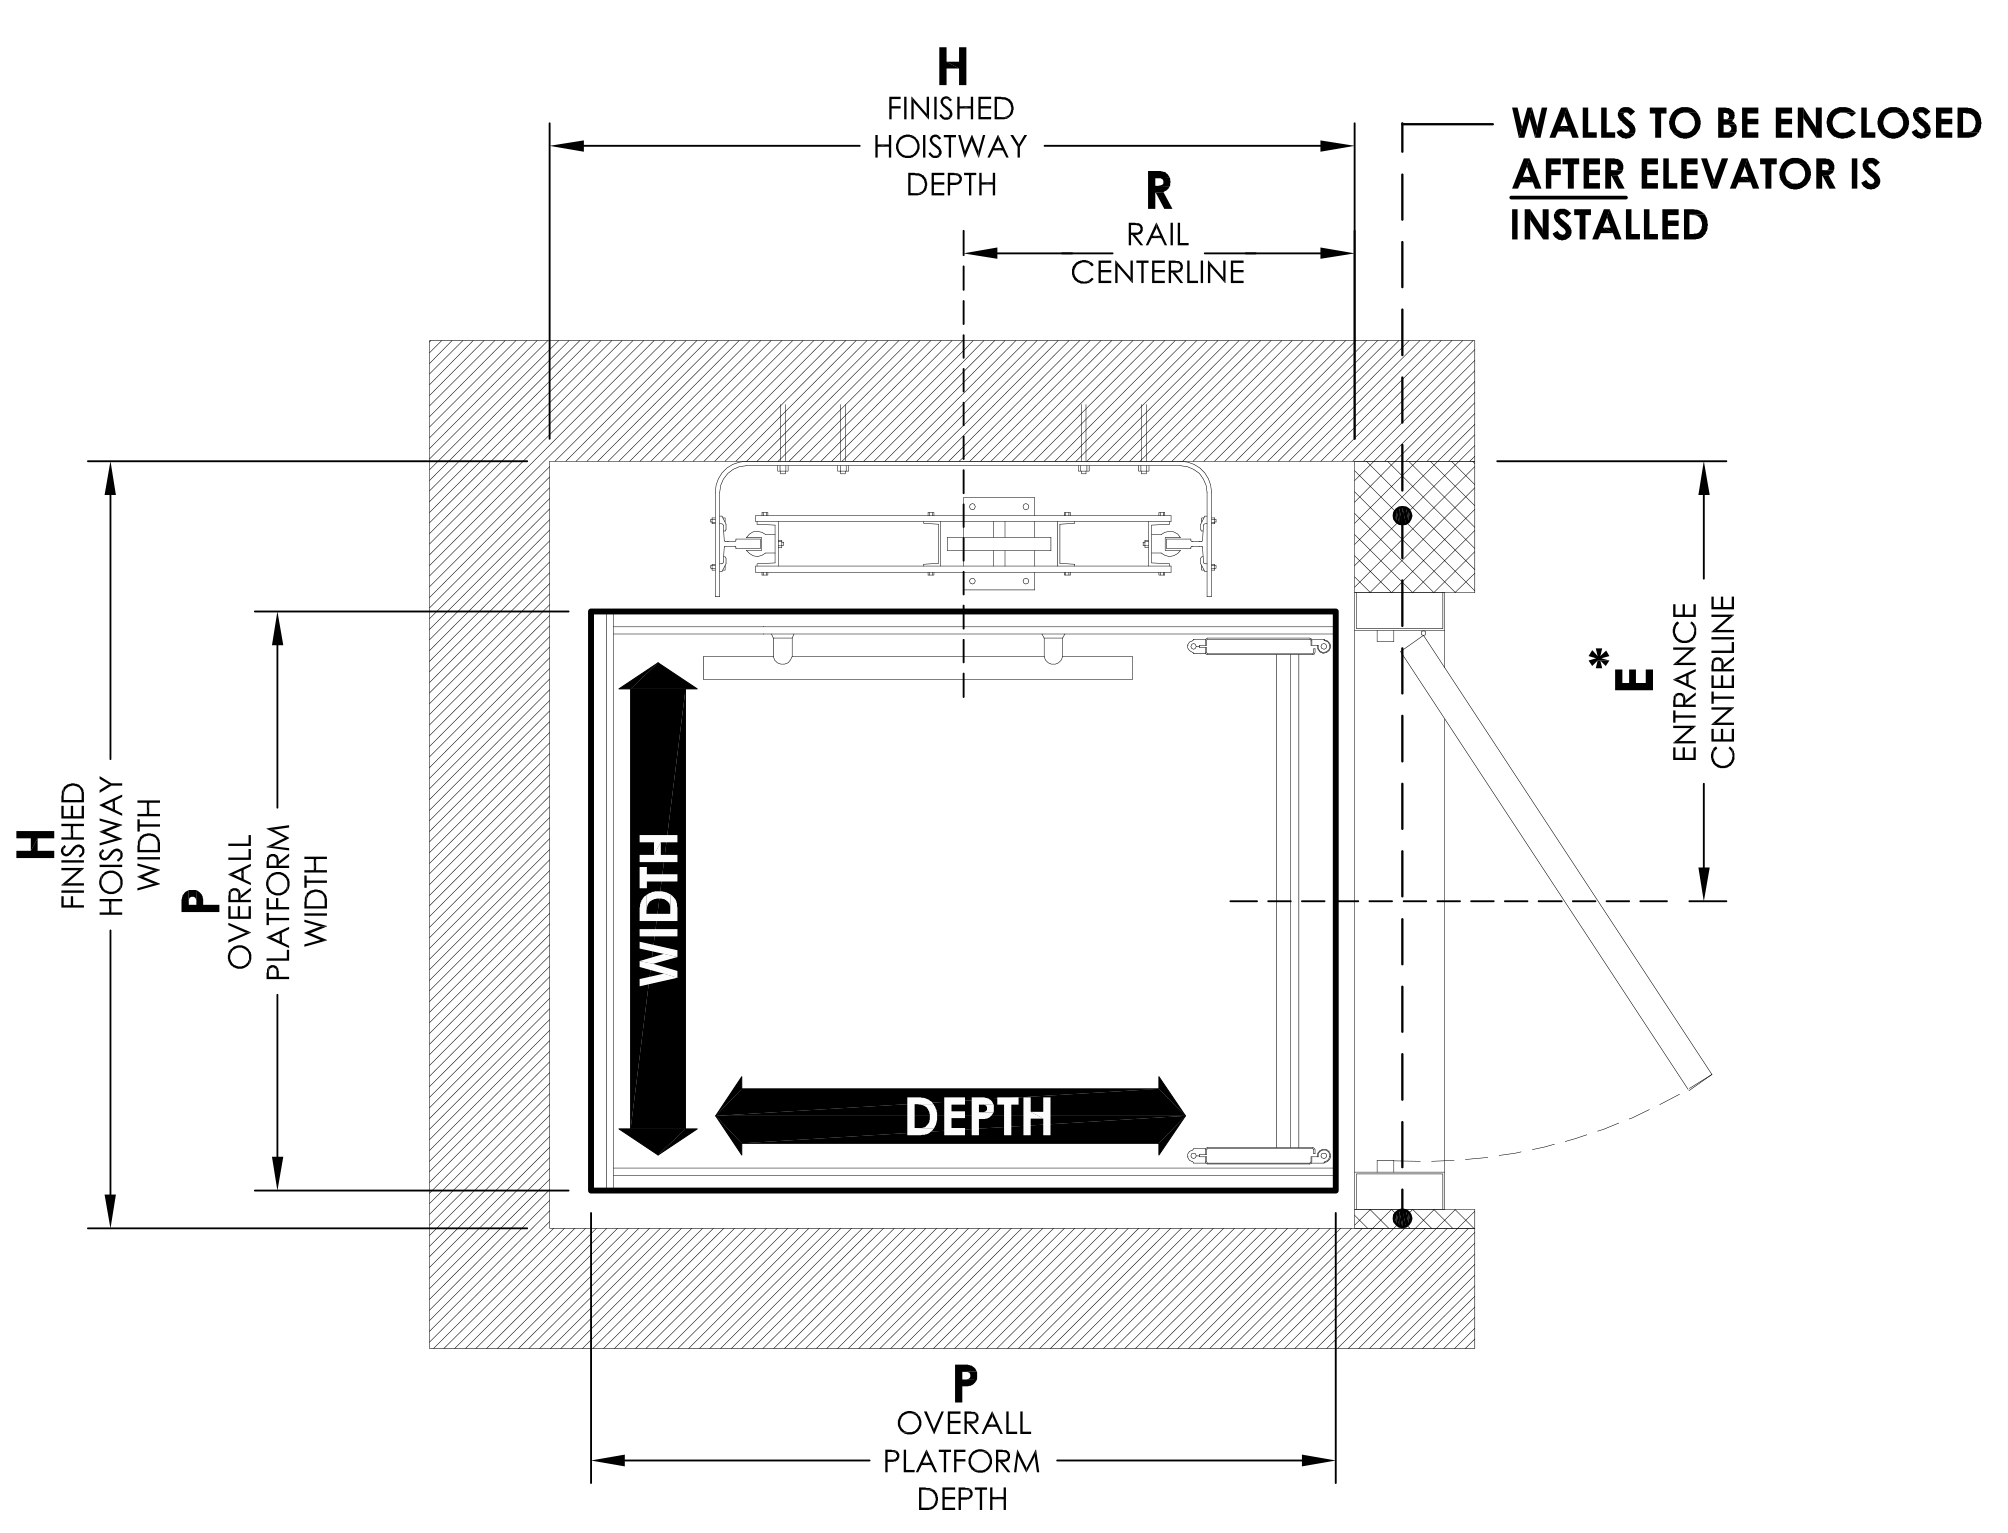 H
FINISHED
HOISTWAY
DEPTH
R
RAIL
CENTERLINE
WALLS TO BE ENCLOSED
AFTER ELEVATOR IS
INSTALLED
H
FINISHED
HOISWAY
WIDTH
P
OVERALL
PLATFORM
WIDTH
WIDTH
DEPTH
E*
ENTRANCE
CENTERLINE
P
OVERALL
PLATFORM
DEPTH